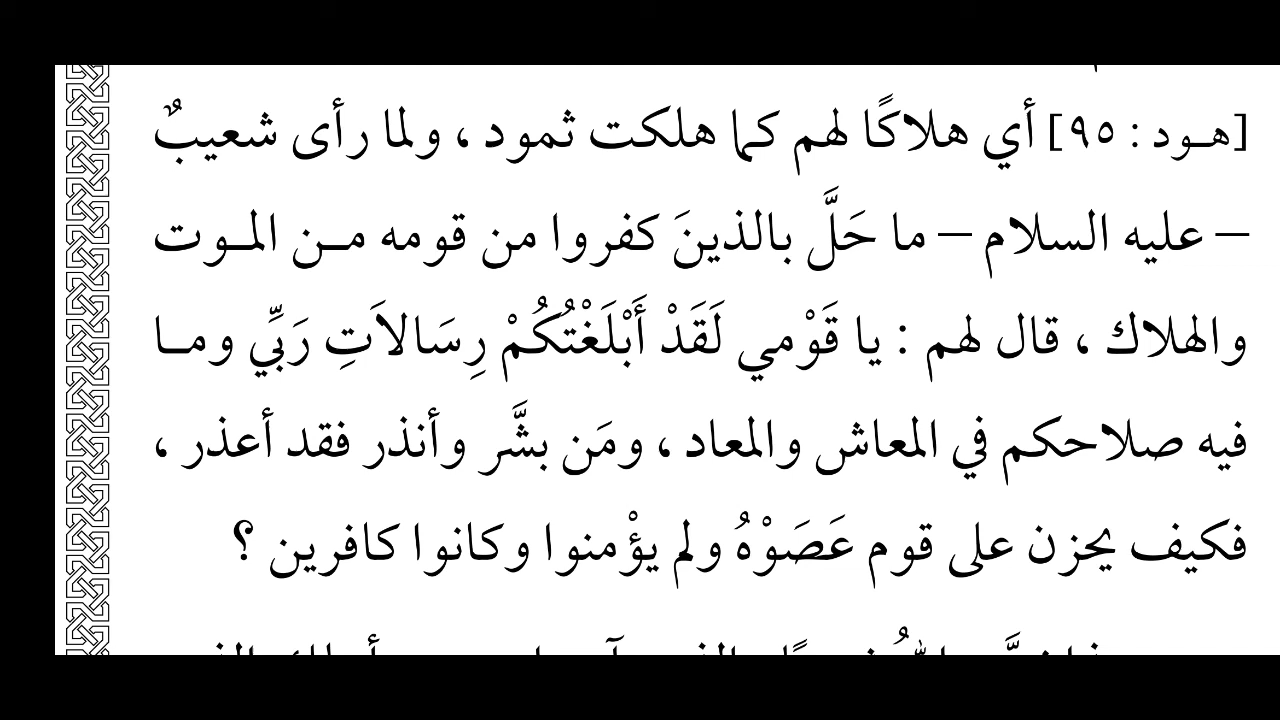 [هـود : ٩٥] أي هلاكًا لهم كما هلكت ثمود ، ولما رأى شعيبٌ
– عليه السلام – ما حَلَّ بالذينَ كفروا من قومه مـن المـوت
والهلاك ، قال لهم : يا قَوْمي لَقَدْ أَبْلَغْتُكُمْ رِسَالاَتِ رَبِّي ومـا
فيه صلاحكم في المعاش والمعاد ، ومَن بشَّر وأنذر فقد أعذر ،
فكيف يحزن على قوم عَصَوْهُ ولم يؤْمنوا وكانوا كافرين ؟